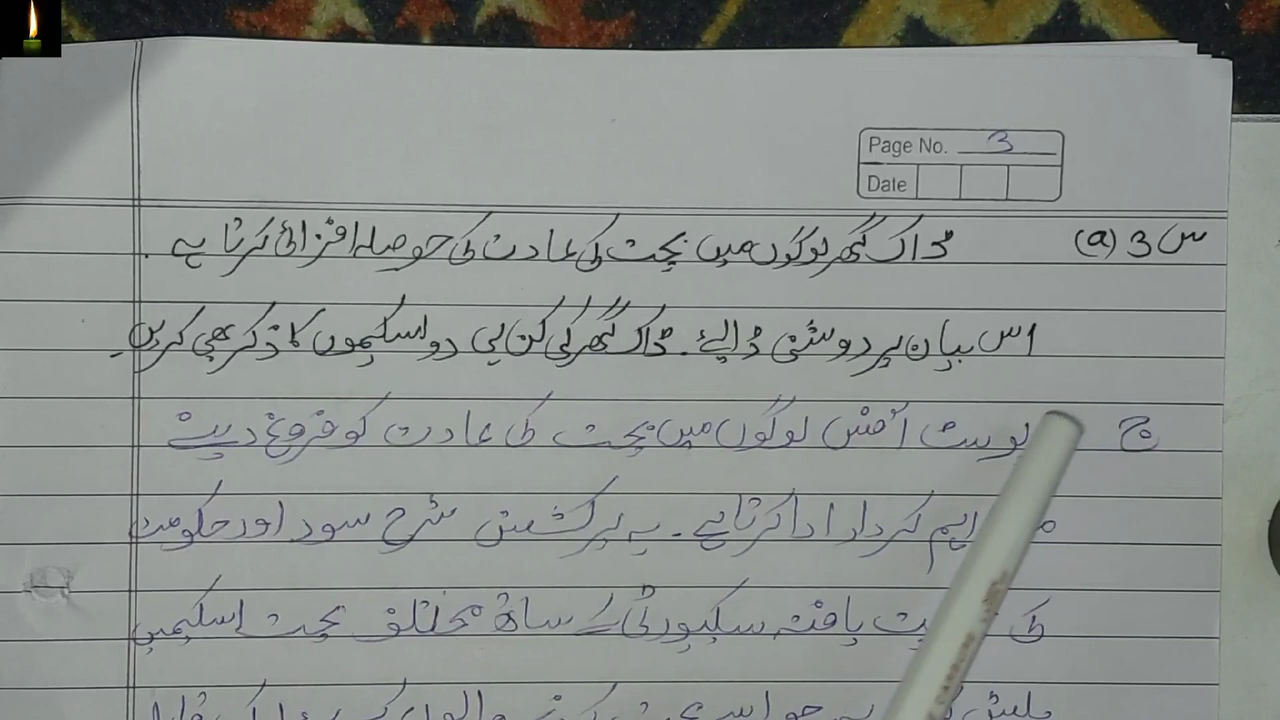 Page No. 3
Date
س 3 (a) ڈاک گھر لوگوں میں بچت کی عادت کی حوصلہ افزائی کرتا ہے۔
اس بیان پر روشنی ڈالئے۔ ڈاک گھر کی کن ہی دو اسکیموں کا ذکر بھی کریں
ج پوسٹ آفس لوگوں میں بچت کی عادت کو فروغ دینے
اہم کردار ادا کرتا ہے۔ یہ پرکشش شرح سود اور حکومت
کی یافتہ سکیورٹی کے ساتھ مختلف بچت اسکیمیں